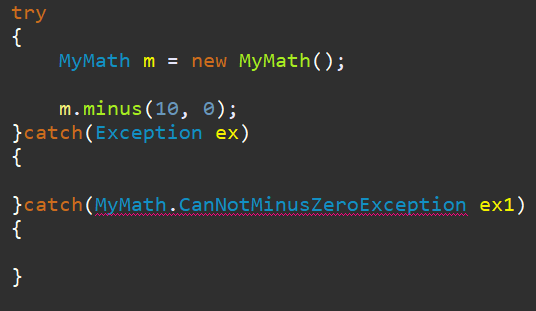 try
{
    MyMath m = new MyMath();
    m.minus(10, 0);
}catch(Exception ex)
{
}catch(MyMath.CanNotMinusZeroException ex1)
{
}